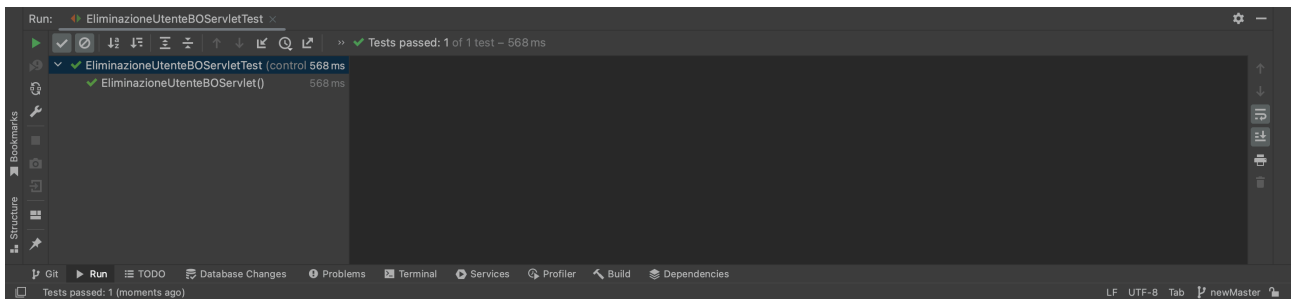 Run: EliminazioneUtenteBOServletTest
Tests passed: 1 of 1 test – 568 ms
EliminazioneUtenteBOServletTest (control 568 ms
EliminazioneUtenteBOServlet() 568 ms
Bookmarks
Structure
Git Run TODO Database Changes Problems Terminal Services Profiler Build Dependencies
Tests passed: 1 (moments ago) LF UTF-8 Tab newMaster